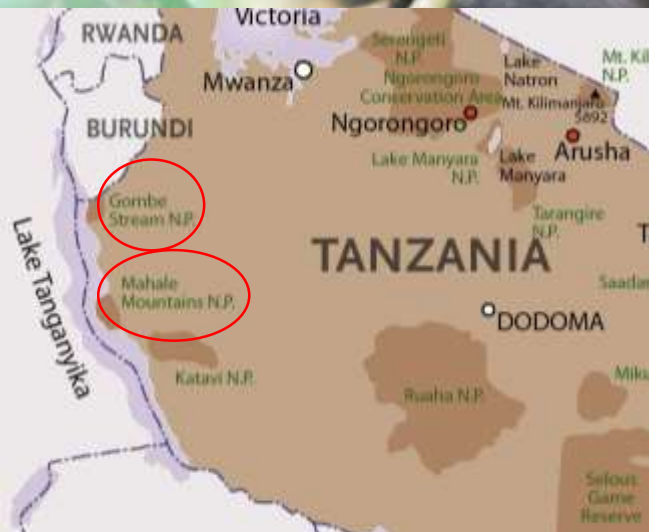 Victoria
RWANDA
Serengeti
N.P.
Lake
Natron
Mt. Kil
N.P.
Mwanza
Ngorongoro
Conservation Area
Mt. Kilimanjaro
5892
BURUNDI
Ngorongoro
Arusha
Lake Manyara
N.P.
Lake
Manyara
Gombe
Stream N.P.
Tarangire
N.P.
T
Lake Tanganyika
TANZANIA
Mahale
Mountains N.P.
Saada
DODOMA
Katavi N.P.
Ruaha N.P.
Miku
Selous
Game
Reserve